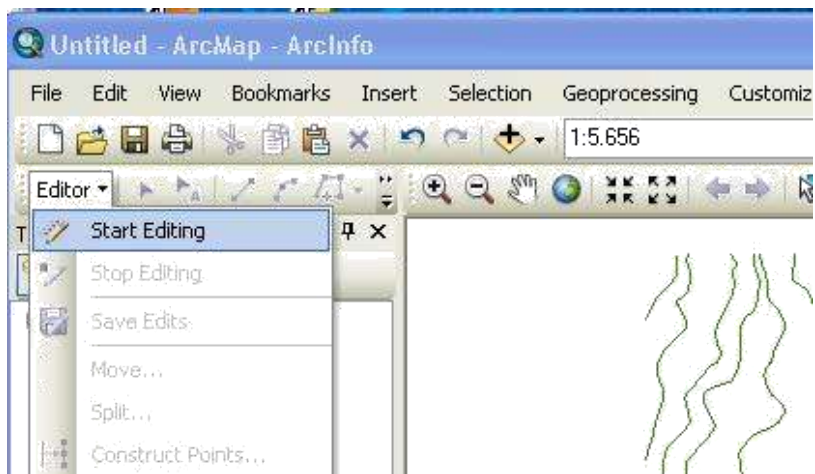 Untitled - ArcMap - ArcInfo
File Edit View Bookmarks Insert Selection Geoprocessing Customiz
1:5.656
Editor
T
Start Editing
Stop Editing
Save Edits
Move...
Split...
Construct Points...